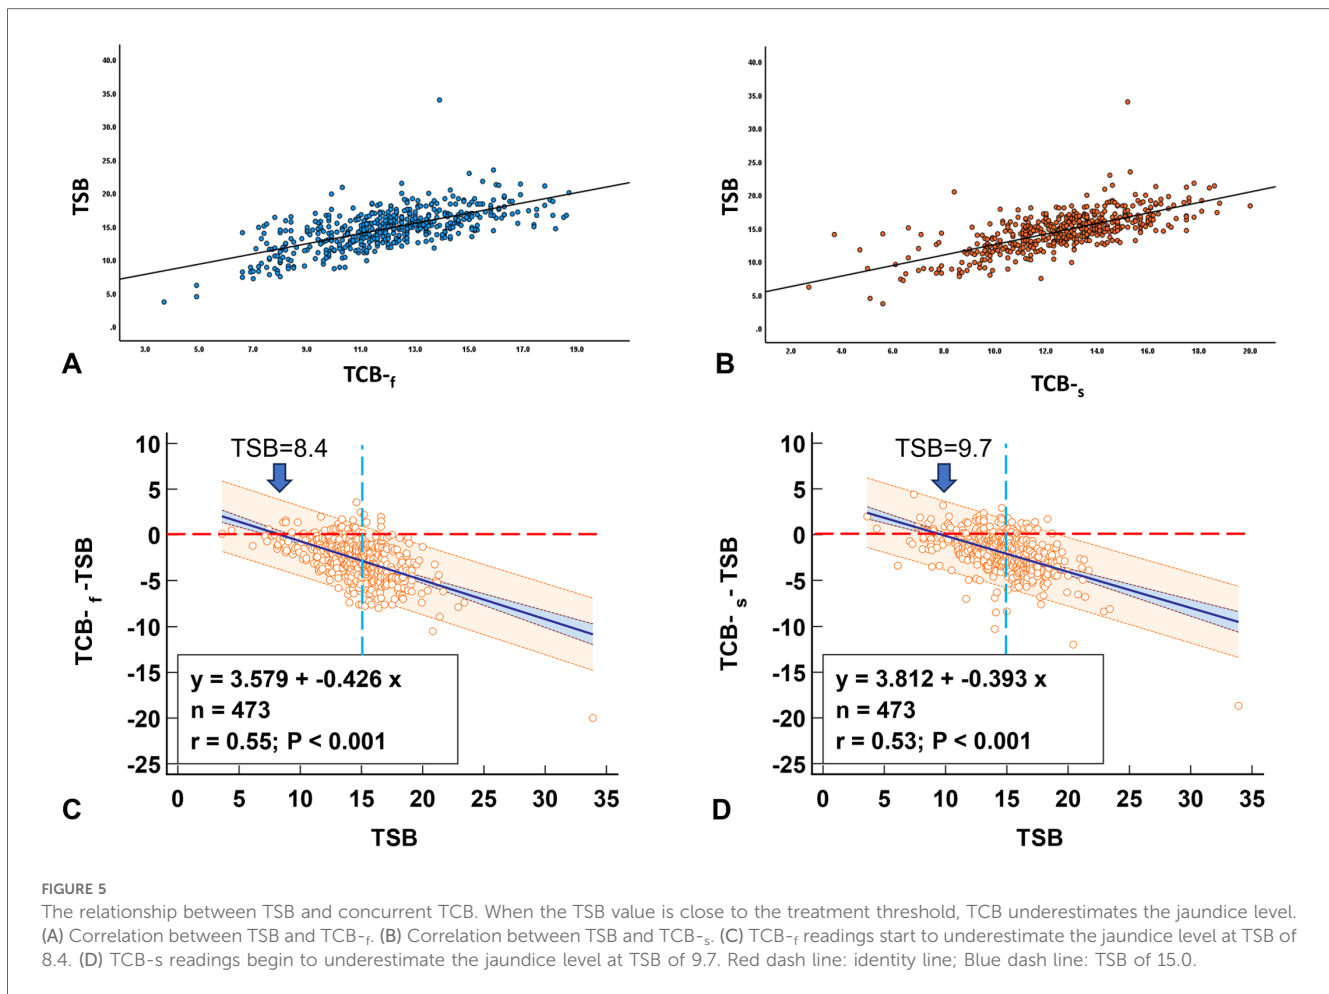 40.0
35.0
30.0
25.0
20.0
15.0
10.0
5.0
.0
TSB
3.0 5.0 7.0 9.0 11.0 13.0 15.0 17.0 19.0
A
TCB-f
40.0
35.0
30.0
25.0
20.0
15.0
10.0
5.0
.0
TSB
2.0 4.0 6.0 8.0 10.0 12.0 14.0 16.0 18.0 20.0
B
TCB-s
TSB=8.4
10
5
0
-5
-10
-15
-20
-25
TCB-f-TSB
y = 3.579 + -0.426 x
n = 473
r = 0.55; P < 0.001
0 5 10 15 20 25 30 35
C
TSB
TSB=9.7
10
5
0
-5
-10
-15
-20
-25
TCB-s-TSB
y = 3.812 + -0.393 x
n = 473
r = 0.53; P < 0.001
0 5 10 15 20 25 30 35
D
TSB
FIGURE 5
The relationship between TSB and concurrent TCB. When the TSB value is close to the treatment threshold, TCB underestimates the jaundice level.
(A) Correlation between TSB and TCB-f. (B) Correlation between TSB and TCB-s. (C) TCB-f readings start to underestimate the jaundice level at TSB of
8.4. (D) TCB-s readings begin to underestimate the jaundice level at TSB of 9.7. Red dash line: identity line; Blue dash line: TSB of 15.0.